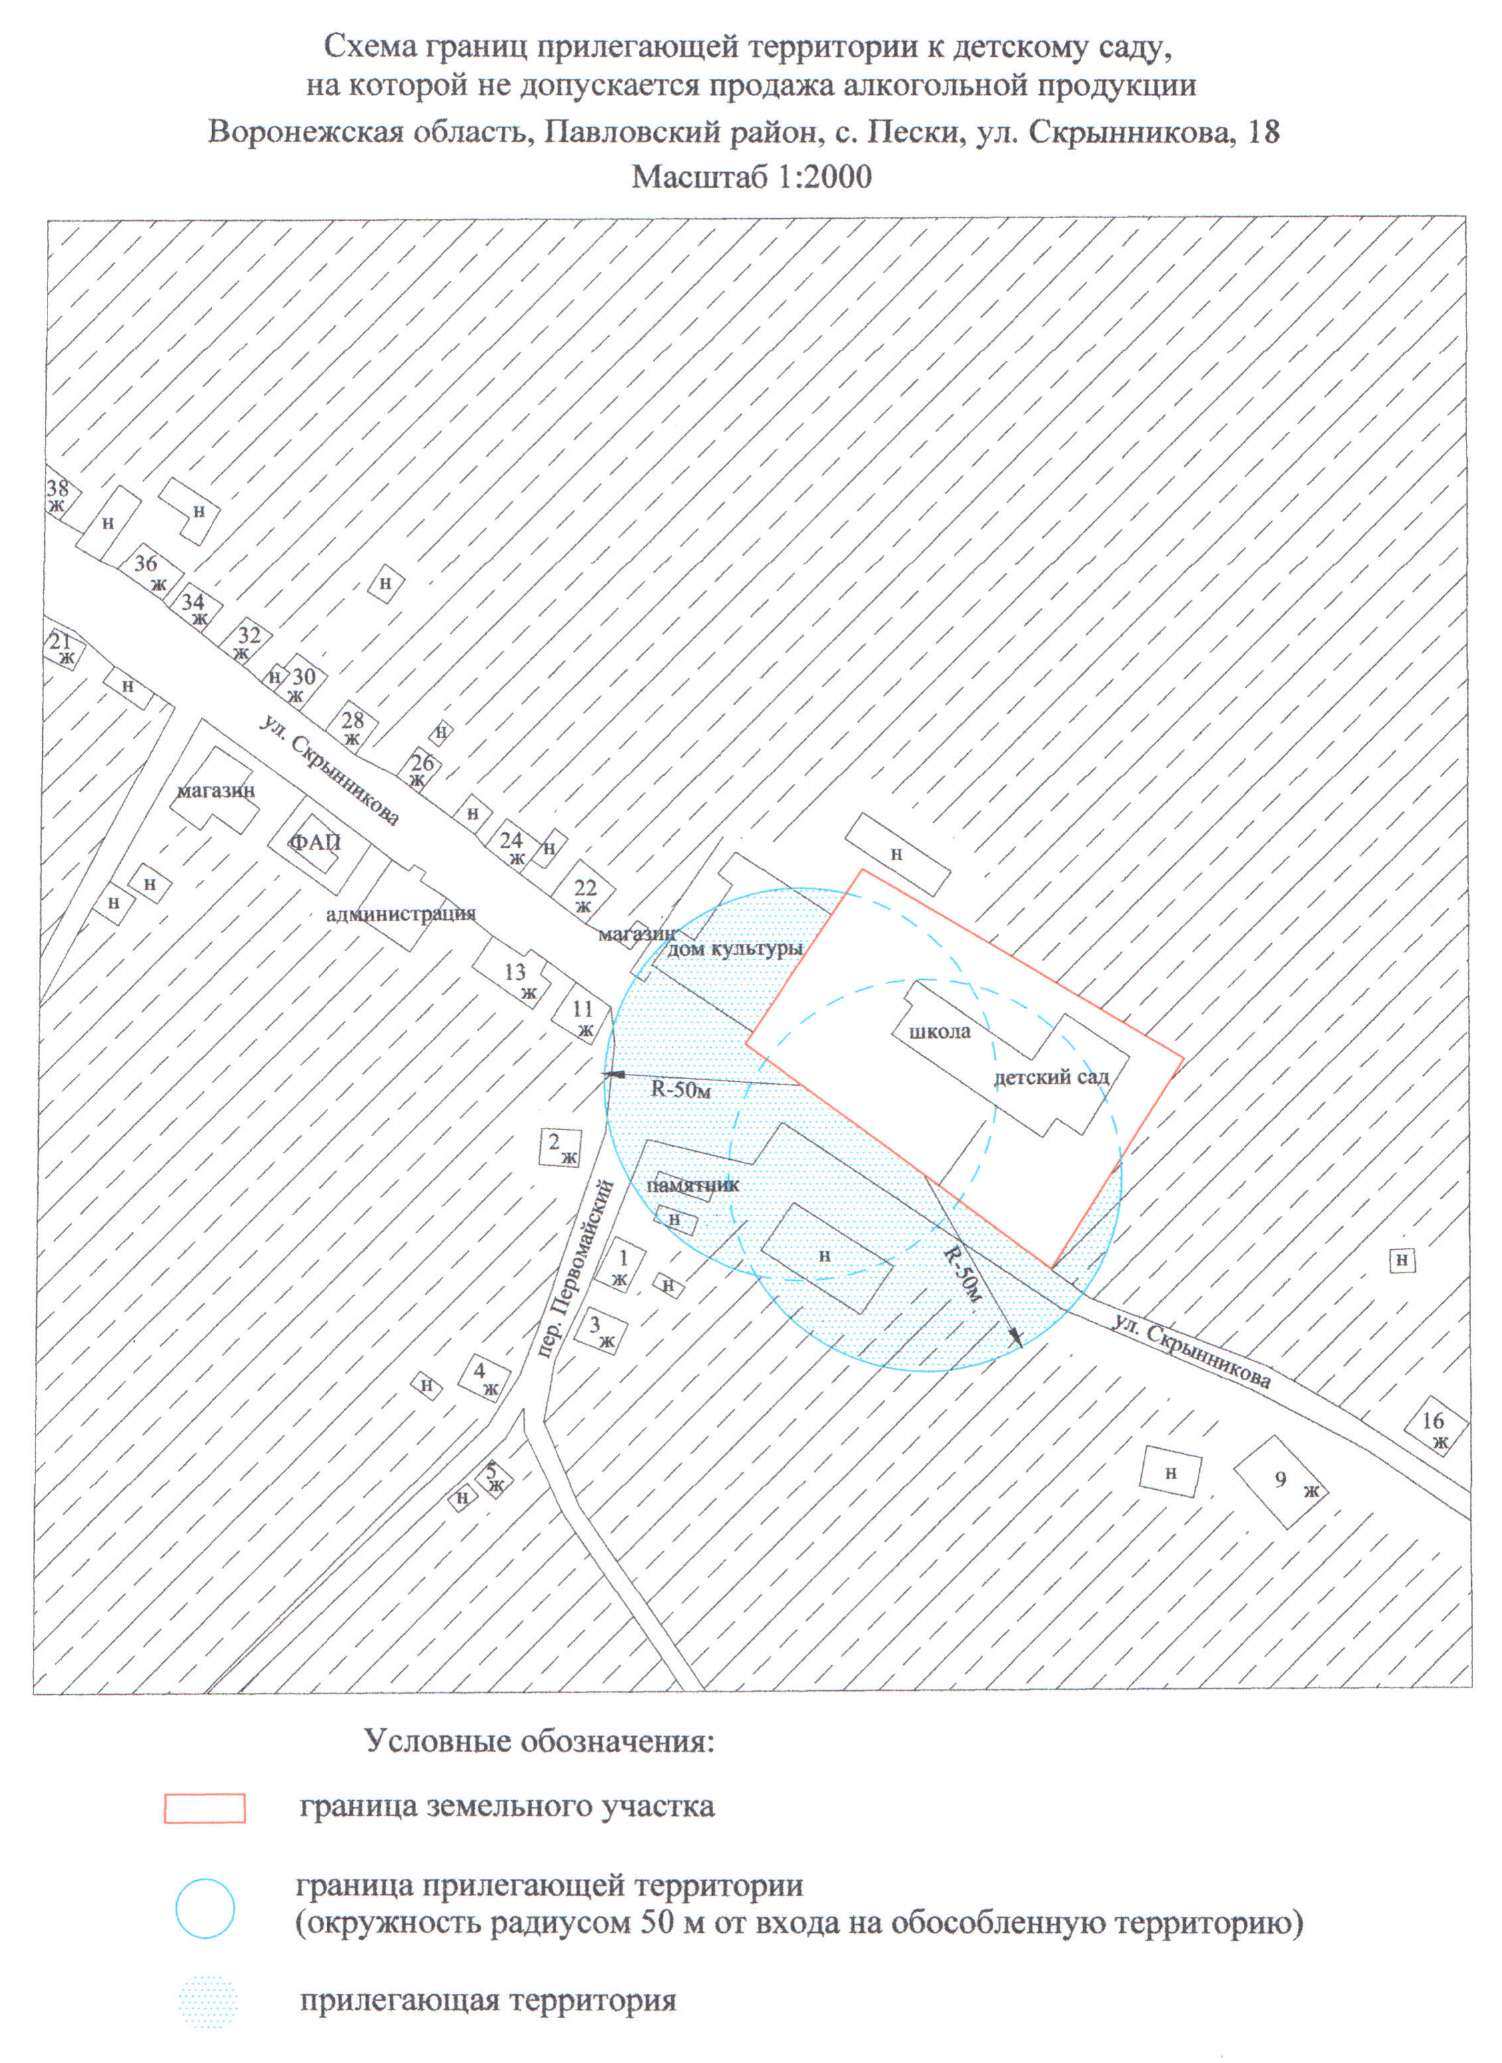 Схема границ прилегающей территории к детскому саду,
на которой не допускается продажа алкогольной продукции
Воронежская область, Павловский район, с. Пески, ул. Скрынникова, 18
Масштаб 1:2000
38
ж
н
н
36
ж
34
ж
н
32
ж
21
ж
н
н
30
ж
28
ж
н
ул. Скрынникова
26
ж
магазин
н
ФАП
24
ж
н
н
н
н
22
ж
администрация
магазин
дом культуры
13
ж
11
ж
школа
детский сад
R-50м
2
ж
памятник
н
пер. Первомайский
1
ж
н
н
R-50м
н
3
ж
ул. Скрынникова
4
ж
н
16
ж
5
ж
н
н
9
ж
Условные обозначения:
граница земельного участка
граница прилегающей территории
(окружность радиусом 50 м от входа на обособленную территорию)
прилегающая территория